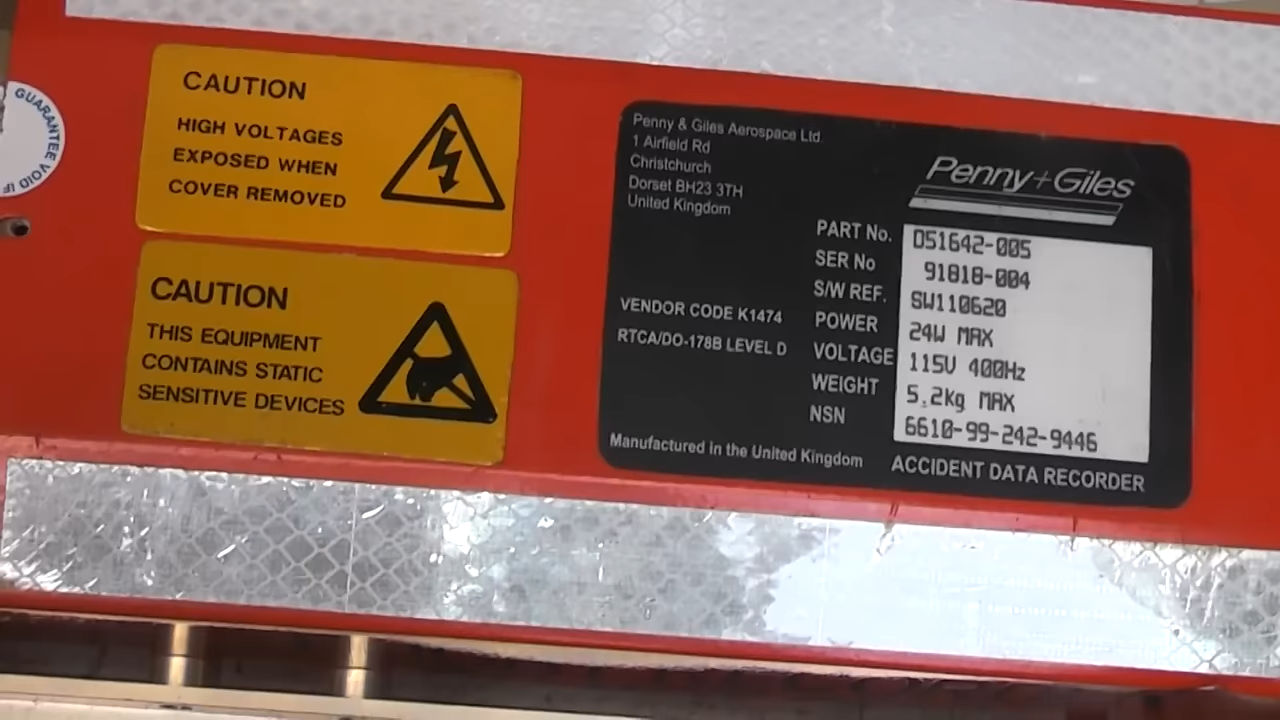 GUARANTEE VOID IF
CAUTION
HIGH VOLTAGES
EXPOSED WHEN
COVER REMOVED
CAUTION
THIS EQUIPMENT
CONTAINS STATIC
SENSITIVE DEVICES
Penny & Giles Aerospace Ltd.
1 Airfield Rd
Christchurch
Dorset BH23 3TH
United Kingdom
Penny+Giles
PART No. D51642-005
SER No 91818-004
S/W REF. SW110620
VENDOR CODE K1474
POWER 24W MAX
RTCA/DO-178B LEVEL D
VOLTAGE 115V 400Hz
WEIGHT 5.2kg MAX
NSN 6610-99-242-9446
Manufactured in the United Kingdom
ACCIDENT DATA RECORDER